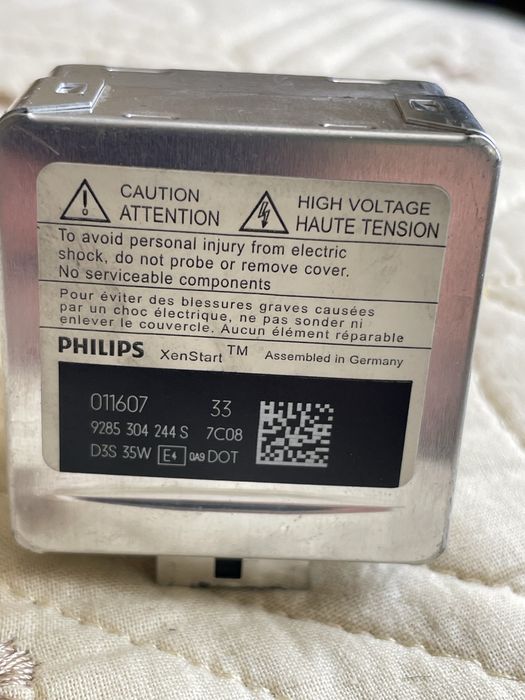 CAUTION
ATTENTION
HIGH VOLTAGE
HAUTE TENSION
To avoid personal injury from electric
shock, do not probe or remove cover.
No serviceable components
Pour éviter des blessures graves causées
par un choc électrique, ne pas sonder ni
enlever le couvercle. Aucun élément réparable
PHILIPS XenStart™ Assembled in Germany
011607 33
9285 304 244 S 7C08
D3S 35W E4 0A9 DOT